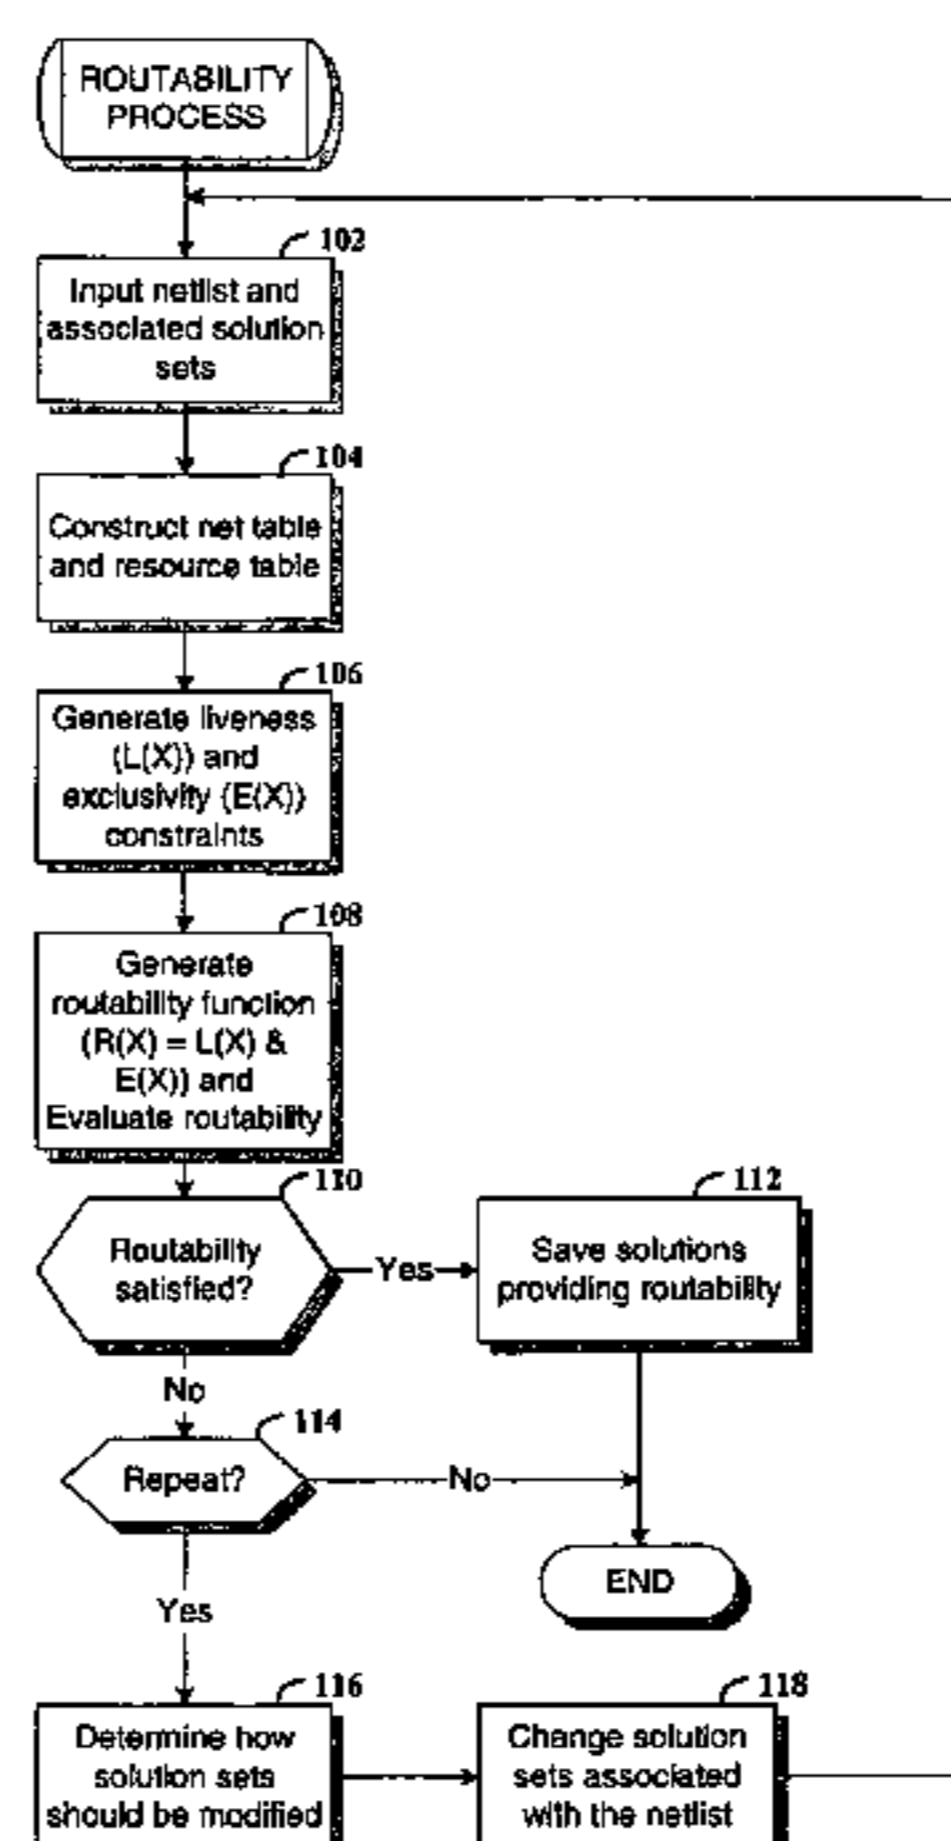 ROUTABILITY
PROCESS
102
Input netlist and
associated solution
sets
104
Construct net table
and resource table
106
Generate liveness
(L(X)) and
exclusivity (E(X))
constraints
108
Generate
routability function
(R(X) = L(X) &
E(X)) and
Evaluate routability
110
Routability
satisfied?
Yes
112
Save solutions
providing routability
No
114
Repeat?
No
END
Yes
116
Determine how
solution sets
should be modified
118
Change solution
sets associated
with the netlist